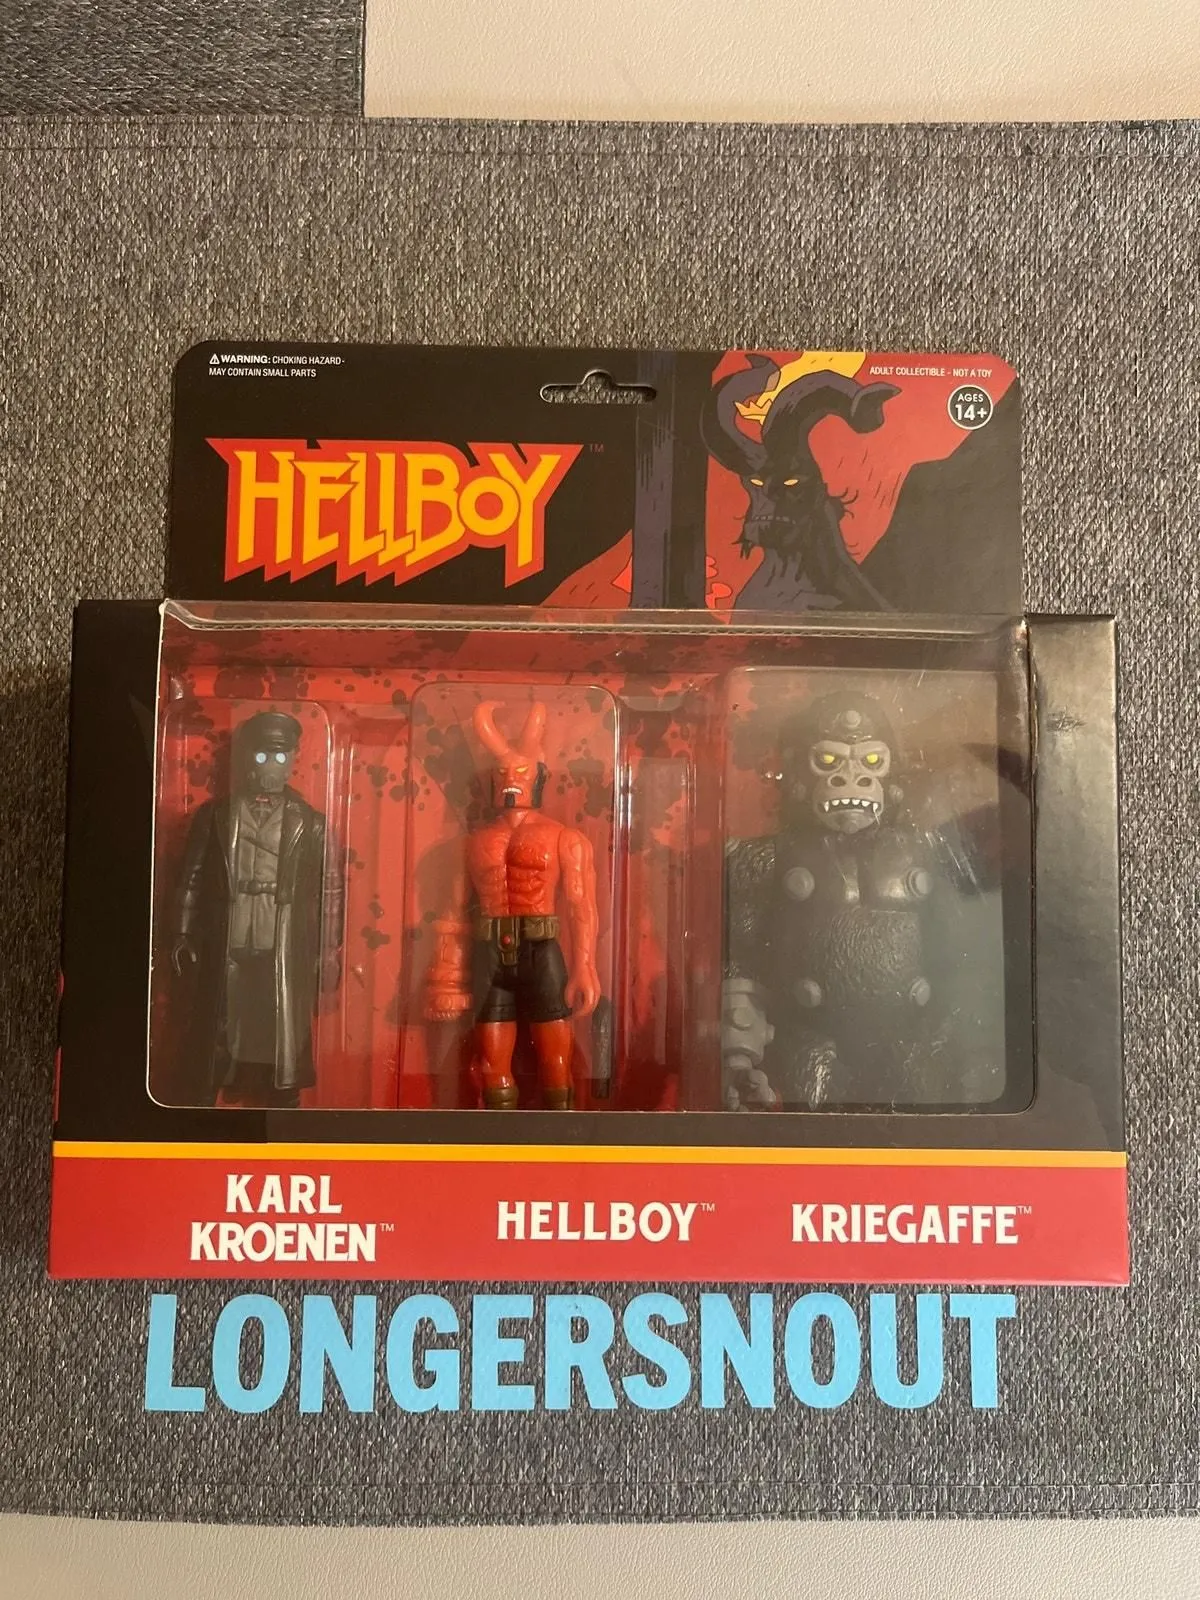 ⚠WARNING: CHOKING HAZARD-
MAY CONTAIN SMALL PARTS
ADULT COLLECTIBLE - NOT A TOY
AGES
14+
HELLBOY™
KARL
KROENEN™
HELLBOY™
KRIEGAFFE™
LONGERSNOUT